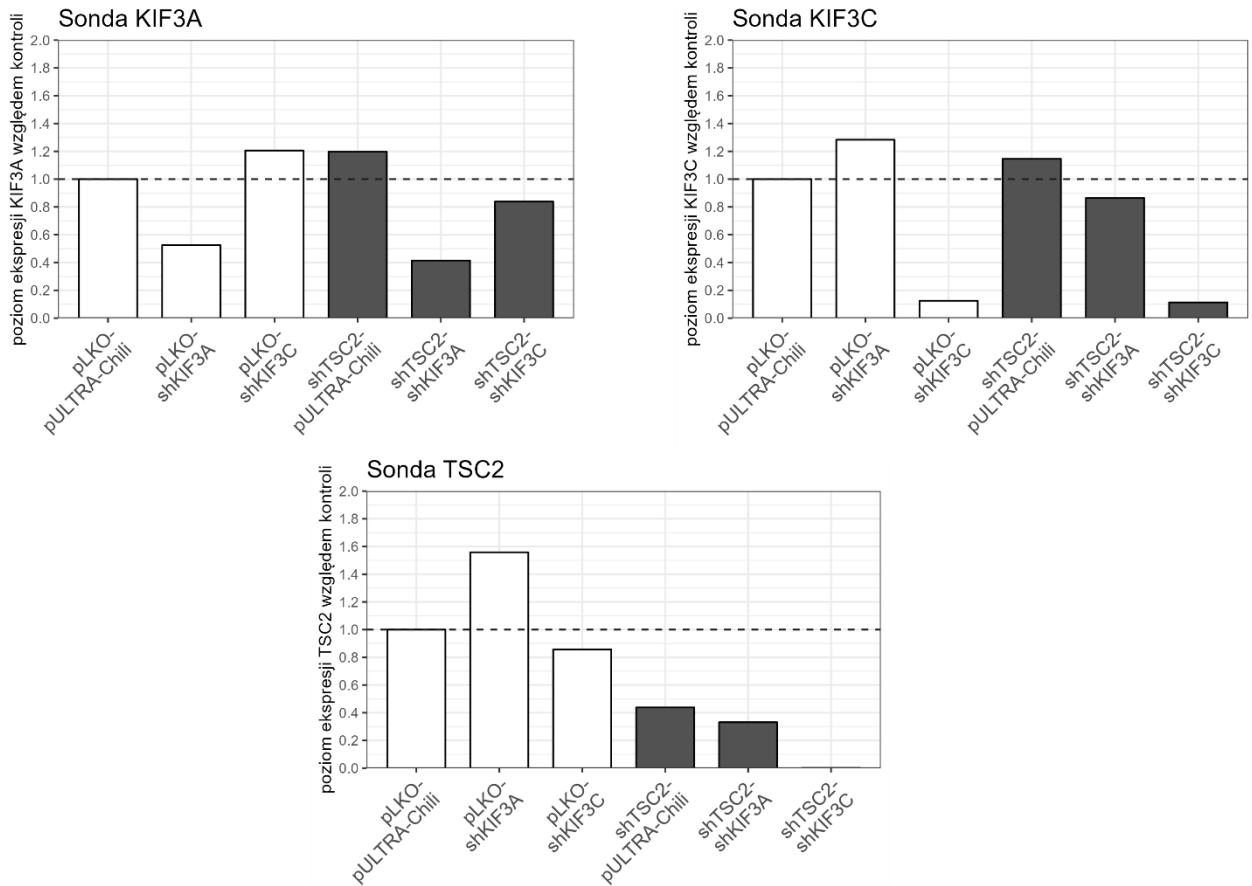 Sonda KIF3A
poziom ekspresji KIF3A względem kontroli
2.0
1.8
1.6
1.4
1.2
1.0
0.8
0.6
0.4
0.2
0.0
pLKO-
pULTRA-Chili
pLKO-
shKIF3A
pLKO-
shKIF3C
shTSC2-
pULTRA-Chili
shTSC2-
shKIF3A
shTSC2-
shKIF3C
Sonda KIF3C
poziom ekspresji KIF3C względem kontroli
2.0
1.8
1.6
1.4
1.2
1.0
0.8
0.6
0.4
0.2
0.0
pLKO-
pULTRA-Chili
pLKO-
shKIF3A
pLKO-
shKIF3C
shTSC2-
pULTRA-Chili
shTSC2-
shKIF3A
shTSC2-
shKIF3C
Sonda TSC2
poziom ekspresji TSC2 względem kontroli
2.0
1.8
1.6
1.4
1.2
1.0
0.8
0.6
0.4
0.2
0.0
pLKO-
pULTRA-Chili
pLKO-
shKIF3A
pLKO-
shKIF3C
shTSC2-
pULTRA-Chili
shTSC2-
shKIF3A
shTSC2-
shKIF3C